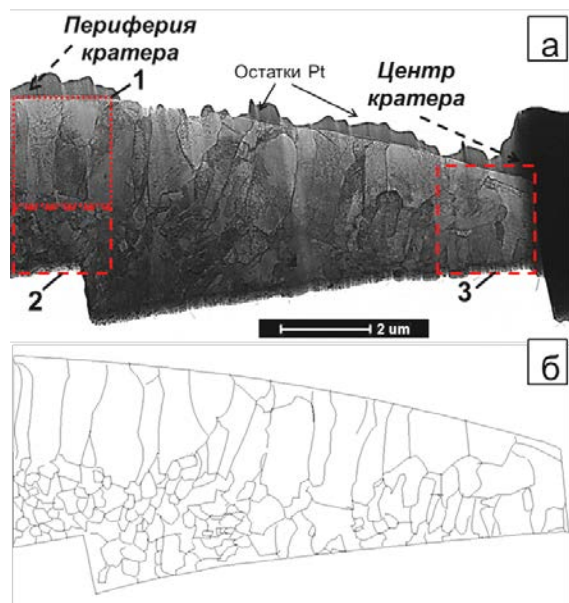 Периферия
кратера
1
Остатки Pt
Центр
кратера
а
2
3
2 um
б